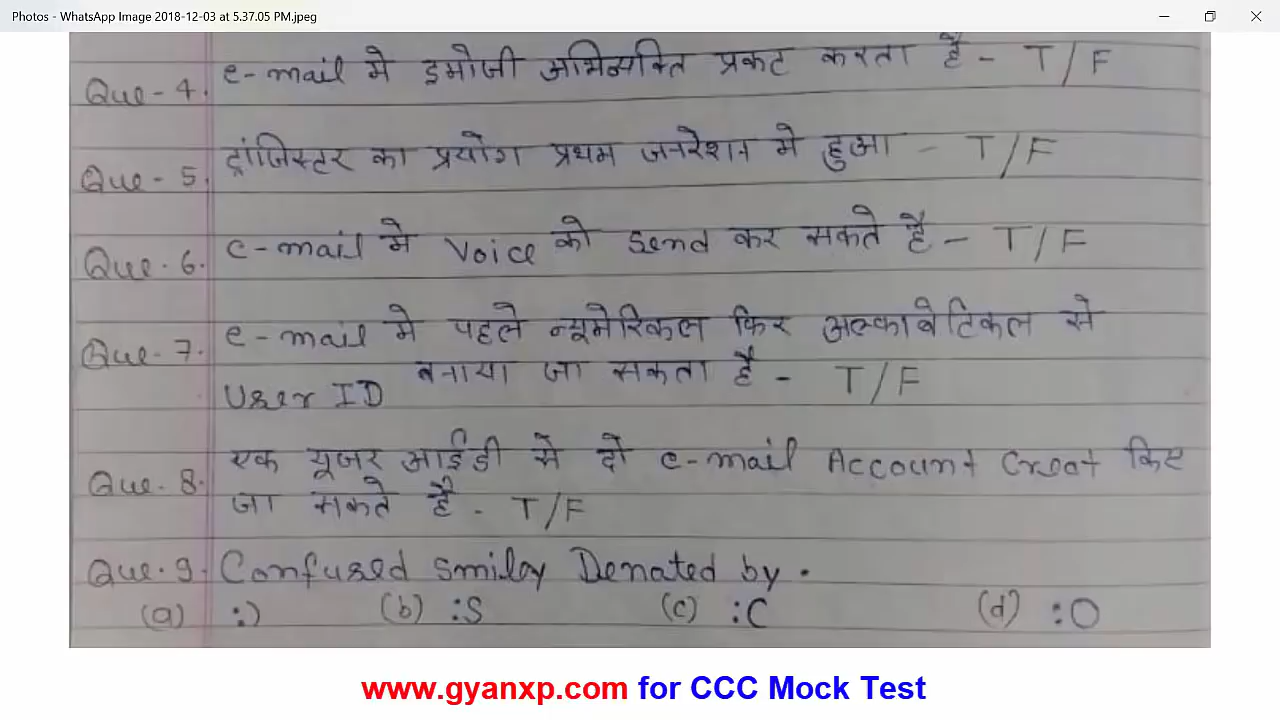 Photos - WhatsApp Image 2018-12-03 at 5.37.05 PM.jpeg
Que - 4. e-mail मे इमोजी अभिव्यक्ति प्रकट करता है - T/F
Que - 5. ट्रांजिस्टर का प्रयोग प्रथम जनरेशन मे हुआ - T/F
Que - 6. e-mail मे Voice को Send कर सकते है - T/F
Que - 7. e-mail मे पहले न्यूमेरिकल फिर अल्फावेटिकल से
User ID बनाया जा सकता है - T/F
Que - 8. एक यूजर आईडी से दो e-mail Account Creat किए
जा सकते है - T/F
Que - 9. Confused Smiley Denated by .
(a) :) (b) :S (c) :C (d) :O
www.gyanxp.com for CCC Mock Test